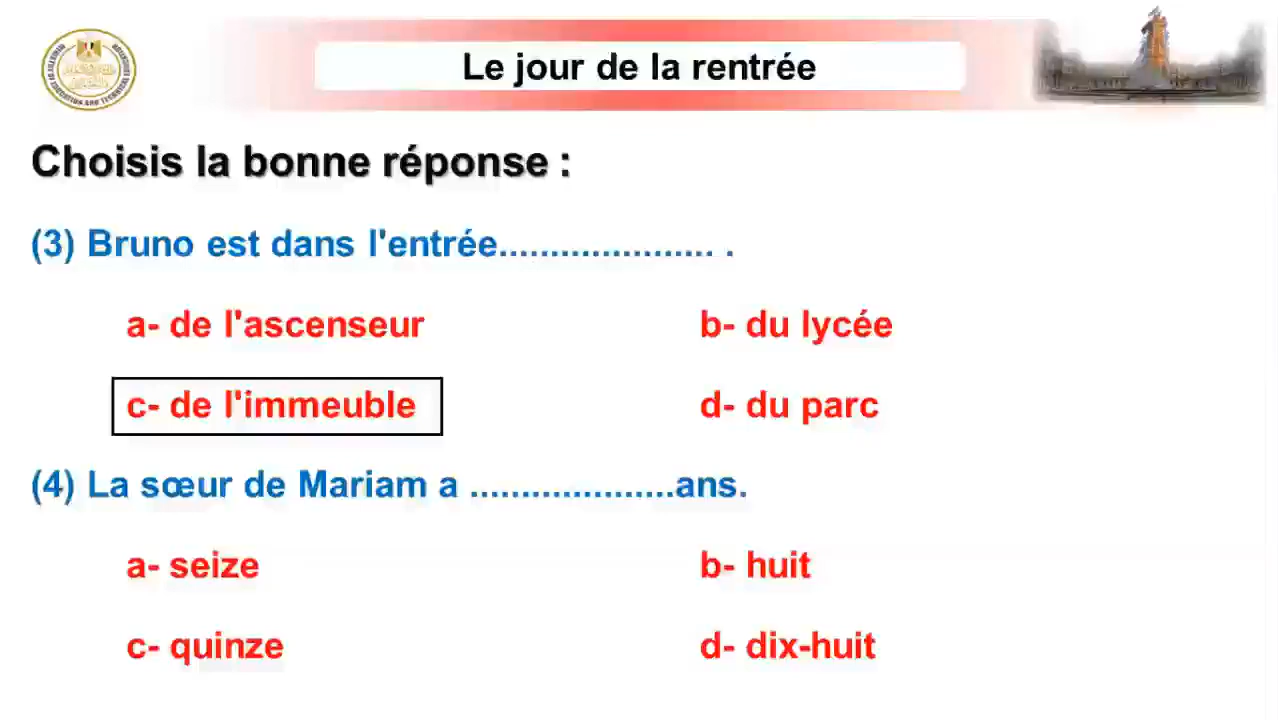 Le jour de la rentrée
Choisis la bonne réponse :
(3) Bruno est dans l'entrée..................... .
a- de l'ascenseur
b- du lycée
c- de l'immeuble
d- du parc
(4) La sœur de Mariam a ....................ans.
a- seize
b- huit
c- quinze
d- dix-huit